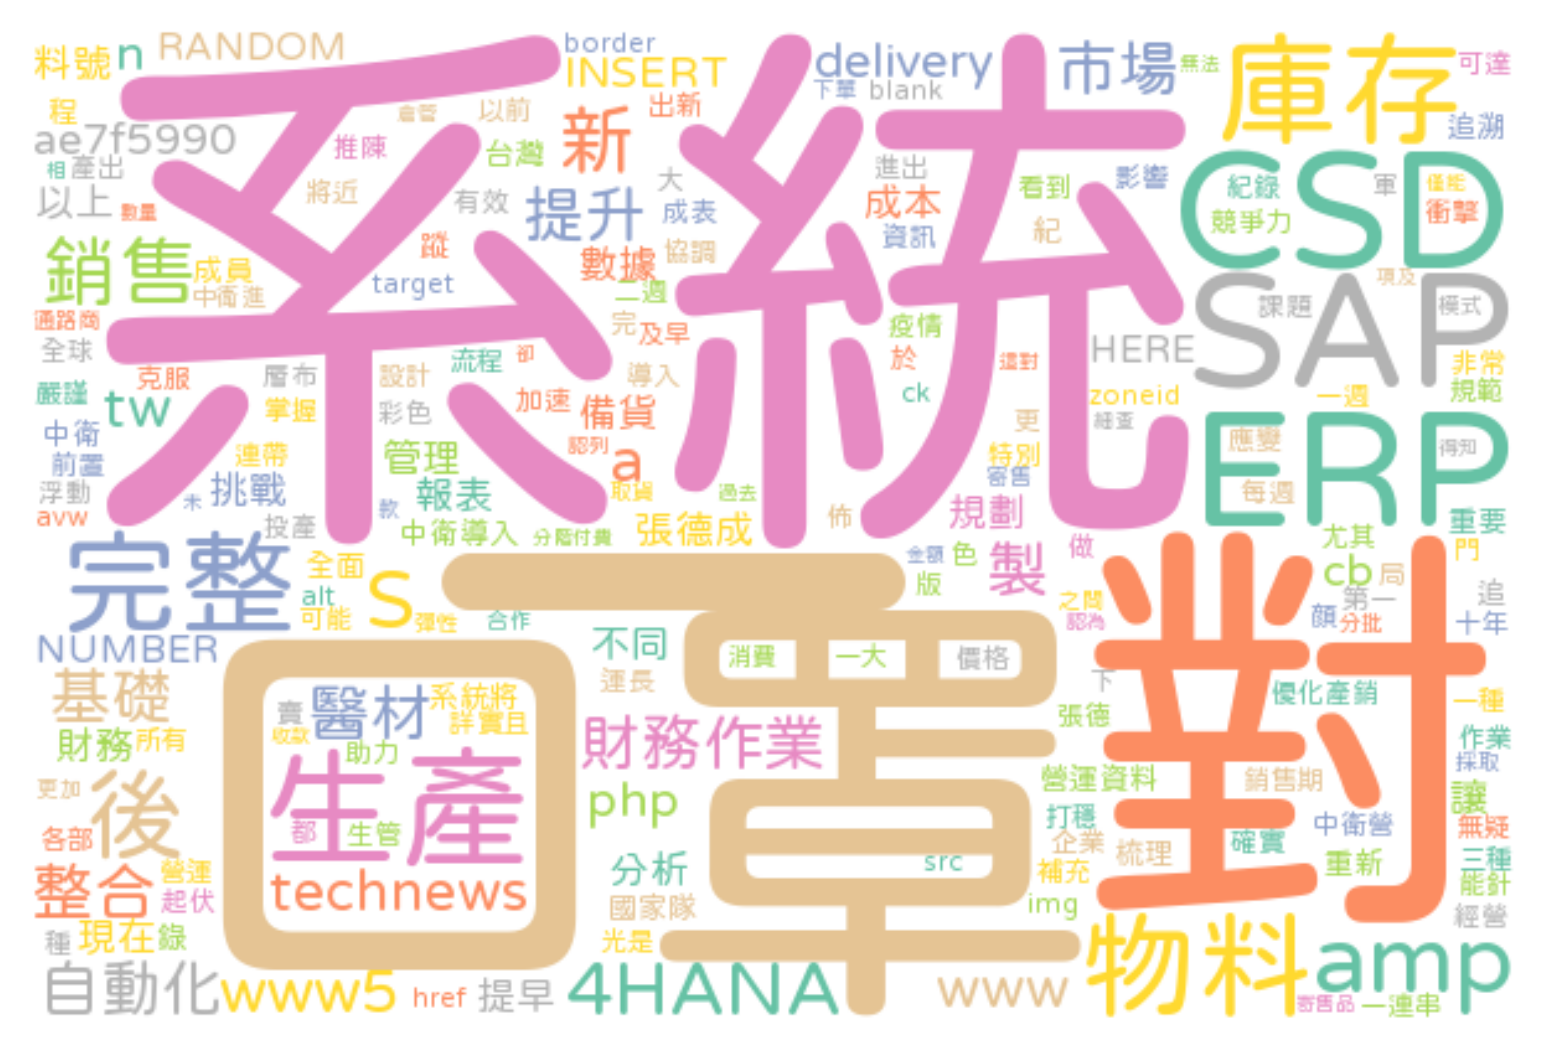 料號 n RANDOM border INSERT delivery 市場 無法 庫存 可達
程 倉管 以前 新 出新 下單 blank 追溯
ae7f5990 推陳 台灣 進出 影響 CSD
相 產出 將近 有效 大 看到 紀錄 軍 僅能
以上 數量 提升 成表 成本 紀 競爭力 衝擊
系統
銷售 成員 蹤 數據 協調 資訊 項及
中衛進 target 二週 SAP 課題 模式
通路商 完 及早 疫情 HERE
全球 克服 層布 設計 流程 卻 導入 於 這對 非常
嚴謹 tw 掌握 彩色 加速 備貨 ck zoneid 一週 規範
中衛 連帶 管理 認列 a 更 細查 ERP 應變 得知
前置 特別
浮動 挑戰 報表 取貨 過去 寄售 每週
avw 未 款 投產 佈 規劃 重要
中衛導入 分階付費 張德成 尤其
完整 全面 S 一 金額 色 製 做 cb 局 門
alt 版 第一 追
可能 彈性 合作 之間 認為 顏 分批 十年
NUMBER 不同 消費 一大 價格 對
基礎 口罩 運長 下 優化產銷 一種
賣 醫材 系統將 詳實且 張德
財務 所有 收款 助力 財務作業 作業
更加 後 生產 php 營運資料 銷售期 採取
都 生管 打穩 中衛營 讓
各部 企業 梳理 確實 無疑
整合 營運 technews 分析 src 補充 重新 三種
起伏 國家隊 img 能針
種 現在 錄 光是 物料 amp 經營
自動化 www5 href 提早 4HANA www 寄售品 一連串